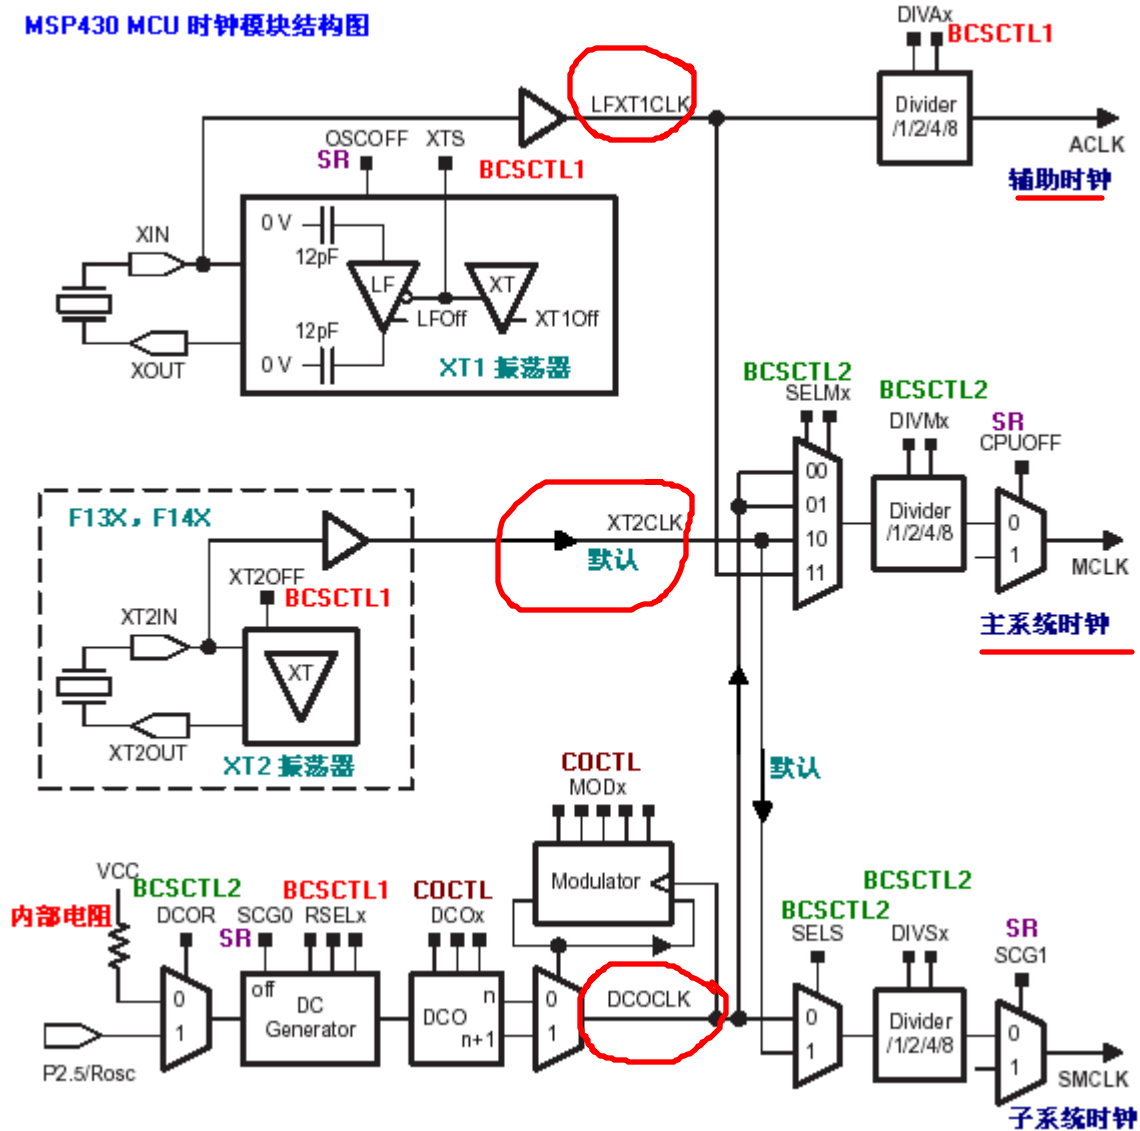 MSP430 MCU 时钟模块结构图
DIVAx
BCSCTL1
LFXT1CLK
Divider
/1/2/4/8
ACLK
辅助时钟
OSCOFF
XTS
SR
BCSCTL1
XIN
0 V
12pF
LF
XT
LFOff
XT1Off
12pF
0 V
XOUT
XT1 振荡器
BCSCTL2
SELMx
BCSCTL2
DIVMx
SR
CPUOFF
00
01
10
11
Divider
/1/2/4/8
0
1
MCLK
主系统时钟
F13X，F14X
XT2CLK
默认
XT2OFF
BCSCTL1
XT2IN
XT
XT2OUT
XT2 振荡器
默认
COCTL
MODx
Modulator
VCC
BCSCTL2
BCSCTL1
COCTL
内部电阻
DCOR
SCG0
RSELx
DCOx
SR
0
1
off
DC
Generator
DCO
n
n+1
0
1
DCOCLK
P2.5/Rosc
BCSCTL2
BCSCTL2
SELS
DIVSx
SR
SCG1
0
1
Divider
/1/2/4/8
0
1
SMCLK
子系统时钟